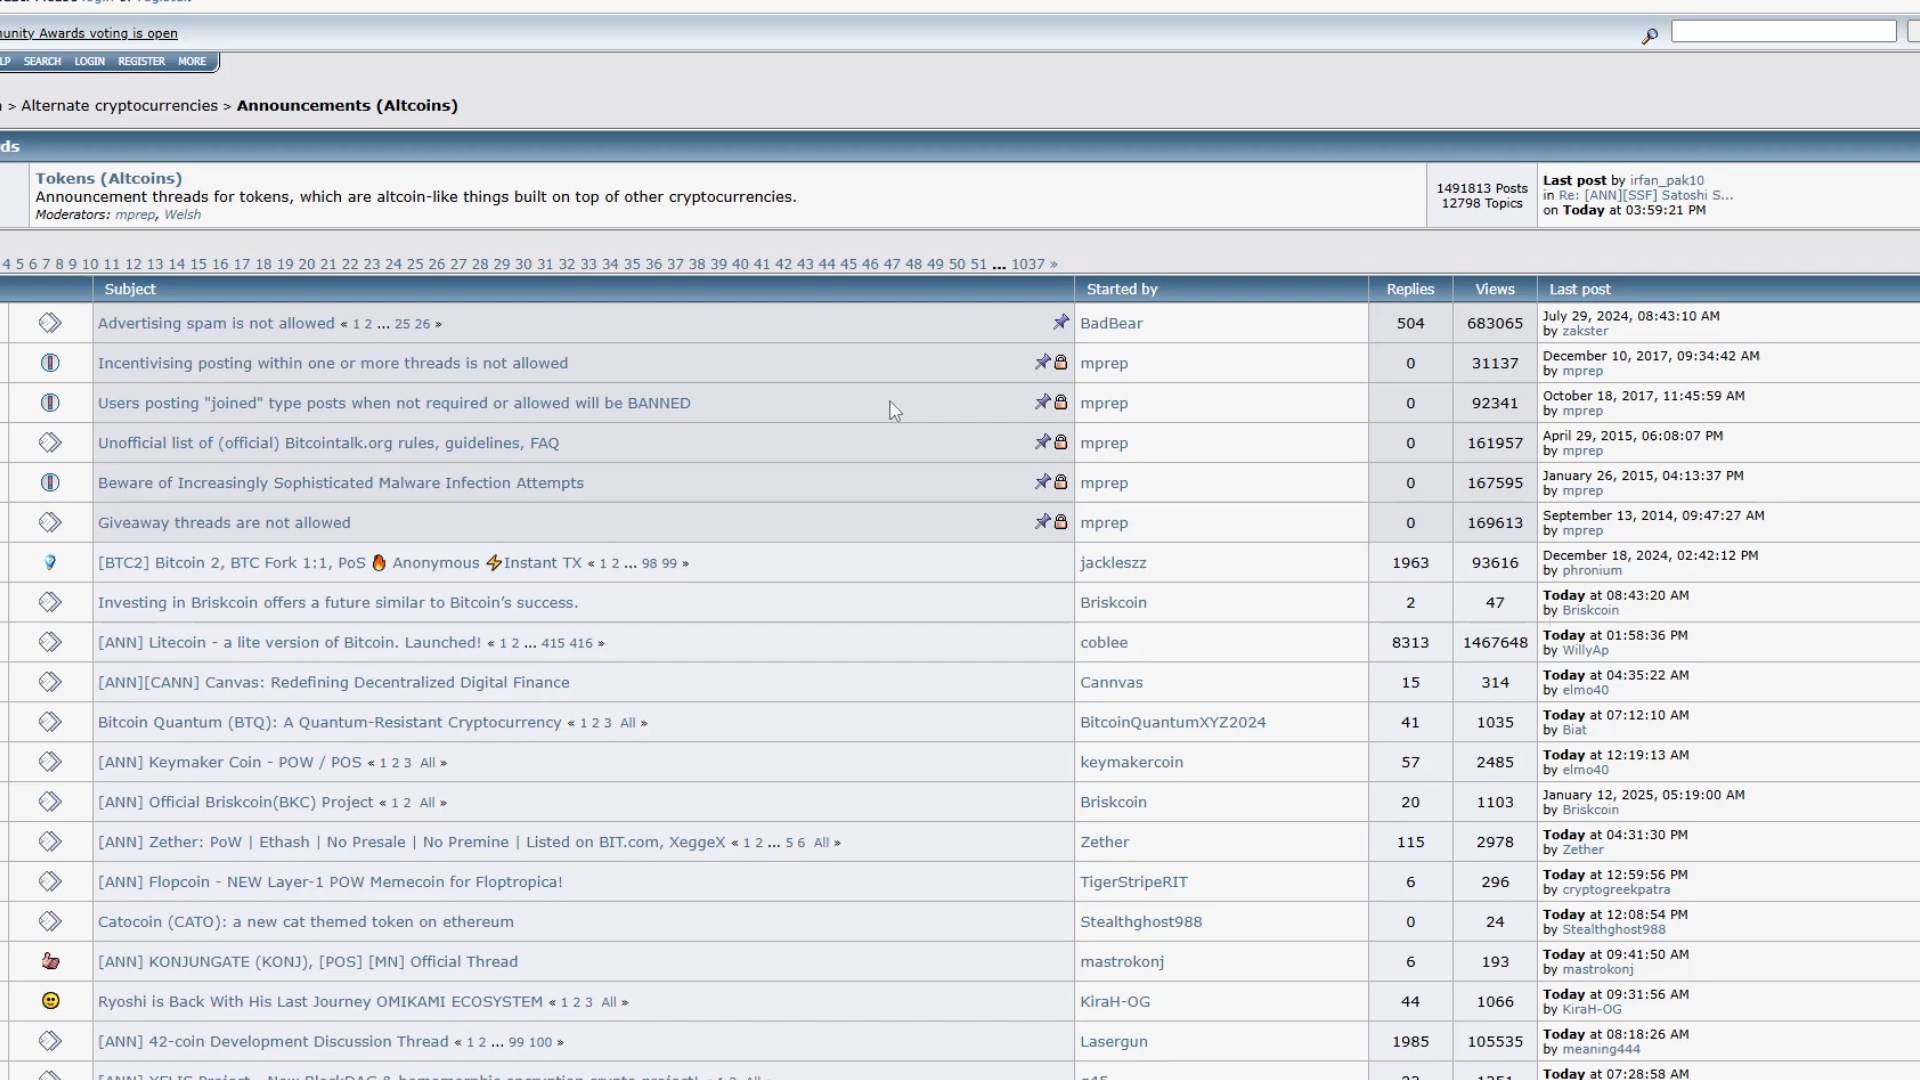 unity Awards voting is open
LP SEARCH LOGIN REGISTER MORE
> Alternate cryptocurrencies > Announcements (Altcoins)
ds
Tokens (Altcoins)
Announcement threads for tokens, which are altcoin-like things built on top of other cryptocurrencies.
Moderators: mprep, Welsh
1491813 Posts
12798 Topics
Last post by irfan_pak10
in Re: [ANN][SSF] Satoshi S...
on Today at 03:59:21 PM
4 5 6 7 8 9 10 11 12 13 14 15 16 17 18 19 20 21 22 23 24 25 26 27 28 29 30 31 32 33 34 35 36 37 38 39 40 41 42 43 44 45 46 47 48 49 50 51 ... 1037 »
Subject Started by Replies Views Last post
Advertising spam is not allowed « 1 2 ... 25 26 » BadBear 504 683065 July 29, 2024, 08:43:10 AM
by zakster
Incentivising posting within one or more threads is not allowed mprep 0 31137 December 10, 2017, 09:34:42 AM
by mprep
Users posting "joined" type posts when not required or allowed will be BANNED mprep 0 92341 October 18, 2017, 11:45:59 AM
by mprep
Unofficial list of (official) Bitcointalk.org rules, guidelines, FAQ mprep 0 161957 April 29, 2015, 06:08:07 PM
by mprep
Beware of Increasingly Sophisticated Malware Infection Attempts mprep 0 167595 January 26, 2015, 04:13:37 PM
by mprep
Giveaway threads are not allowed mprep 0 169613 September 13, 2014, 09:47:27 AM
by mprep
[BTC2] Bitcoin 2, BTC Fork 1:1, PoS 🔥 Anonymous ⚡Instant TX « 1 2 ... 98 99 » jackleszz 1963 93616 December 18, 2024, 02:42:12 PM
by phronium
Investing in Briskcoin offers a future similar to Bitcoin’s success. Briskcoin 2 47 Today at 08:43:20 AM
by Briskcoin
[ANN] Litecoin - a lite version of Bitcoin. Launched! « 1 2 ... 415 416 » coblee 8313 1467648 Today at 01:58:36 PM
by WillyAp
[ANN][CANN] Canvas: Redefining Decentralized Digital Finance Cannvas 15 314 Today at 04:35:22 AM
by elmo40
Bitcoin Quantum (BTQ): A Quantum-Resistant Cryptocurrency « 1 2 3 All » BitcoinQuantumXYZ2024 41 1035 Today at 07:12:10 AM
by Biat
[ANN] Keymaker Coin - POW / POS « 1 2 3 All » keymakercoin 57 2485 Today at 12:19:13 AM
by elmo40
[ANN] Official Briskcoin(BKC) Project « 1 2 All » Briskcoin 20 1103 January 12, 2025, 05:19:00 AM
by Briskcoin
[ANN] Zether: PoW | Ethash | No Presale | No Premine | Listed on BIT.com, XeggeX « 1 2 ... 5 6 All » Zether 115 2978 Today at 04:31:30 PM
by Zether
[ANN] Flopcoin - NEW Layer-1 POW Memecoin for Floptropica! TigerStripeRIT 6 296 Today at 12:59:56 PM
by cryptogreekpatra
Catocoin (CATO): a new cat themed token on ethereum Stealthghost988 0 24 Today at 12:08:54 PM
by Stealthghost988
[ANN] KONJUNGATE (KONJ), [POS] [MN] Official Thread mastrokonj 6 193 Today at 09:41:50 AM
by mastrokonj
Ryoshi is Back With His Last Journey OMIKAMI ECOSYSTEM « 1 2 3 All » KiraH-OG 44 1066 Today at 09:31:56 AM
by KiraH-OG
[ANN] 42-coin Development Discussion Thread « 1 2 ... 99 100 » Lasergun 1985 105535 Today at 08:18:26 AM
by meaning444
Today at 07:28:58 AM